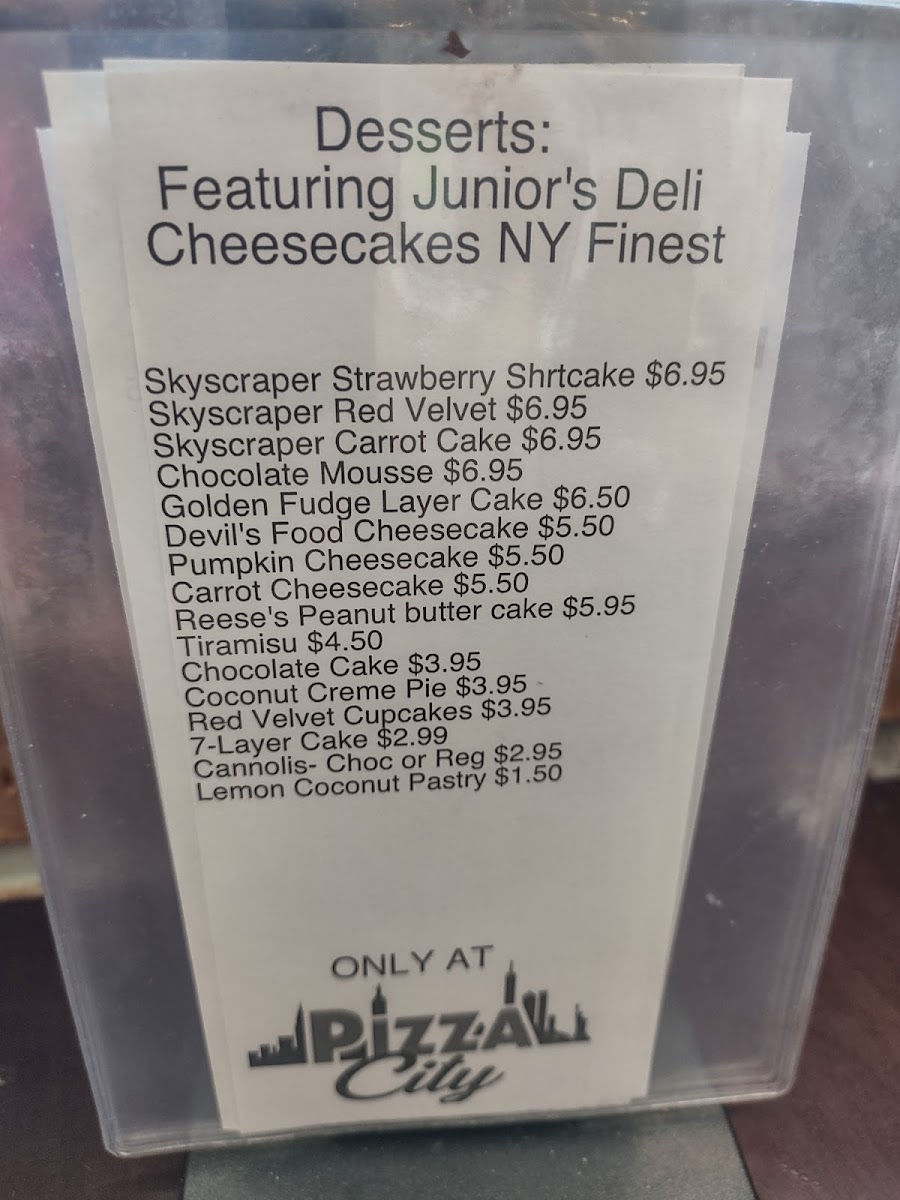 Desserts:
Featuring Junior's Deli
Cheesecakes NY Finest
Skyscraper Strawberry Shrtcake $6.95
Skyscraper Red Velvet $6.95
Skyscraper Carrot Cake $6.95
Chocolate Mousse $6.95
Golden Fudge Layer Cake $6.50
Devil's Food Cheesecake $5.50
Pumpkin Cheesecake $5.50
Carrot Cheesecake $5.50
Reese's Peanut butter cake $5.95
Tiramisu $4.50
Chocolate Cake $3.95
Coconut Creme Pie $3.95
Red Velvet Cupcakes $3.95
7-Layer Cake $2.99
Cannolis- Choc or Reg $2.95
Lemon Coconut Pastry $1.50
ONLY AT
PIZZA
City